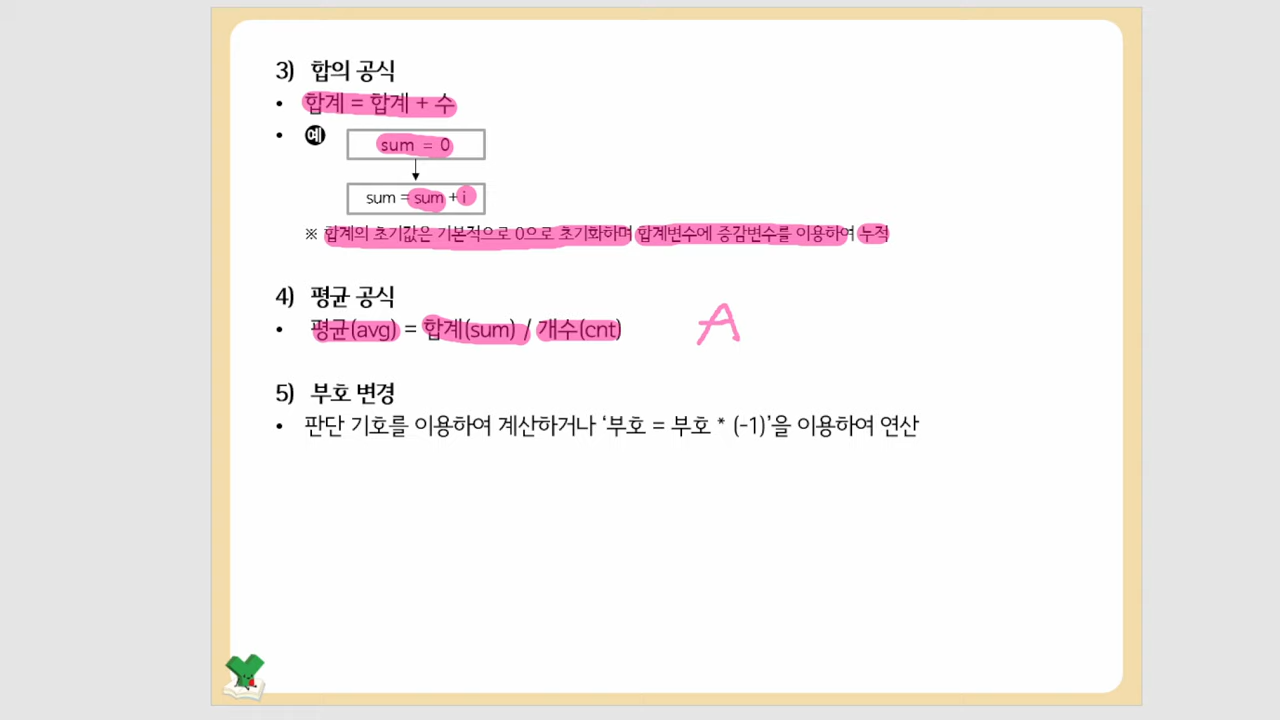 3) 합의 공식
• 합계 = 합계 + 수
• 예
sum = 0
sum = sum + i
※ 합계의 초기값은 기본적으로 0으로 초기화하며 합계변수에 증감변수를 이용하여 누적
4) 평균 공식
• 평균(avg) = 합계(sum) / 개수(cnt) A
5) 부호 변경
• 판단 기호를 이용하여 계산하거나 ‘부호 = 부호 * (-1)’을 이용하여 연산